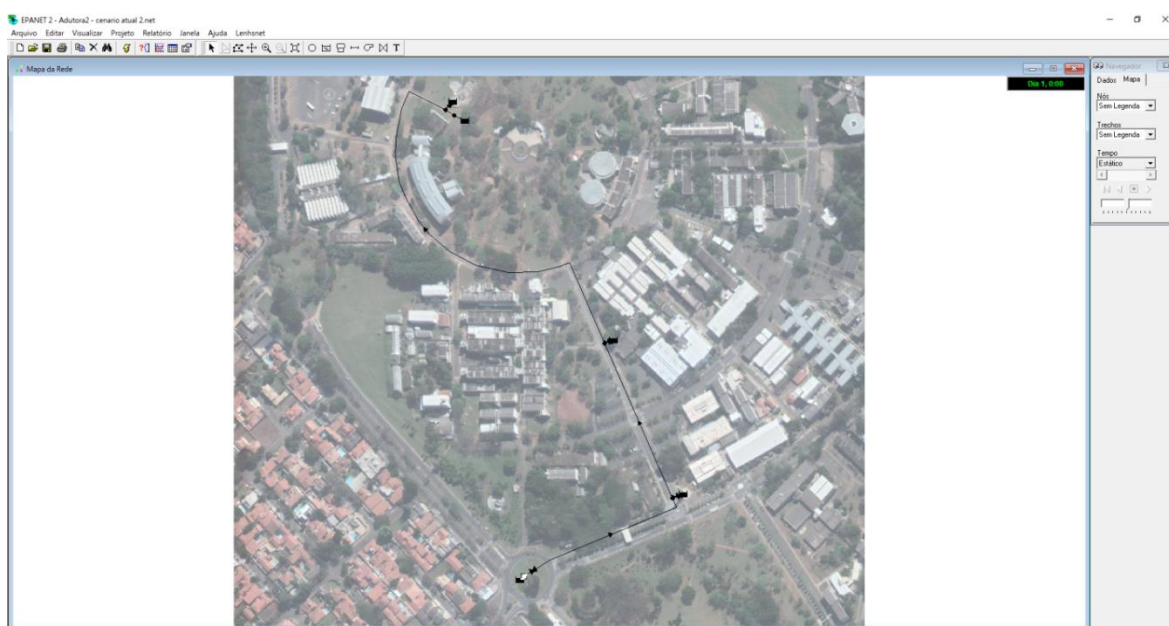 EPANET 2 - Adutora2 - cenario atual 2.net
Arquivo Editar Visualizar Projeto Relatório Janela Ajuda Lenhsnet
Mapa da Rede
Dia 1, 0:00
Navegador
Dados Mapa
Nós
Sem Legenda
Trechos
Sem Legenda
Tempo
Estático